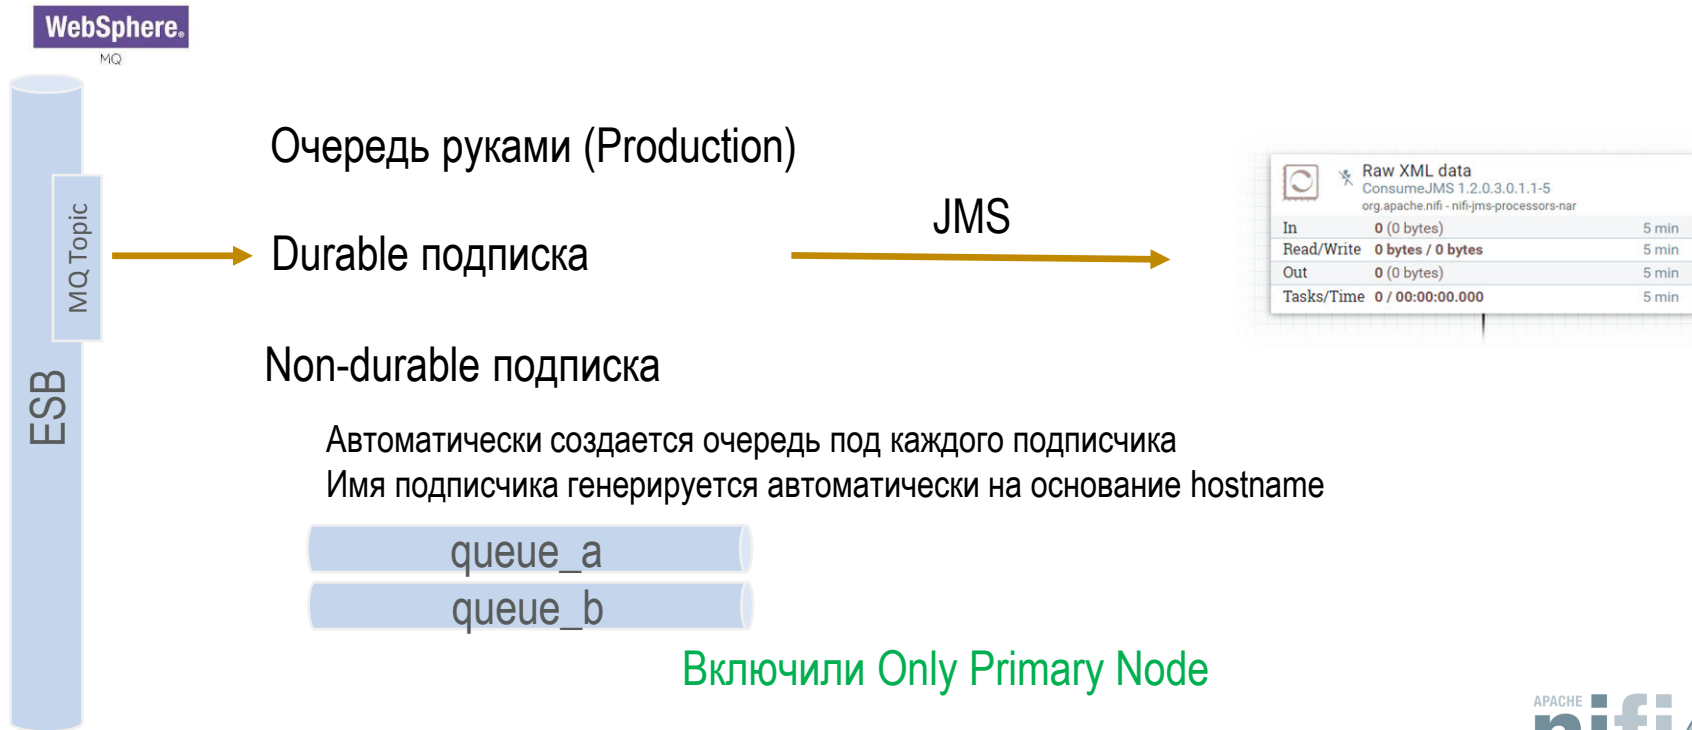 WebSphere.
MQ
ESB
MQ Topic
Очередь руками (Production)
Durable подписка
JMS
Non-durable подписка
Автоматически создается очередь под каждого подписчика
Имя подписчика генерируется автоматически на основание hostname
queue_a
queue_b
Включили Only Primary Node
Raw XML data
ConsumeJMS 1.2.0.3.0.1.1-5
org.apache.nifi - nifi-jms-processors-nar
In 0 (0 bytes) 5 min
Read/Write 0 bytes / 0 bytes 5 min
Out 0 (0 bytes) 5 min
Tasks/Time 0 / 00:00:00.000 5 min
APACHE
nifi